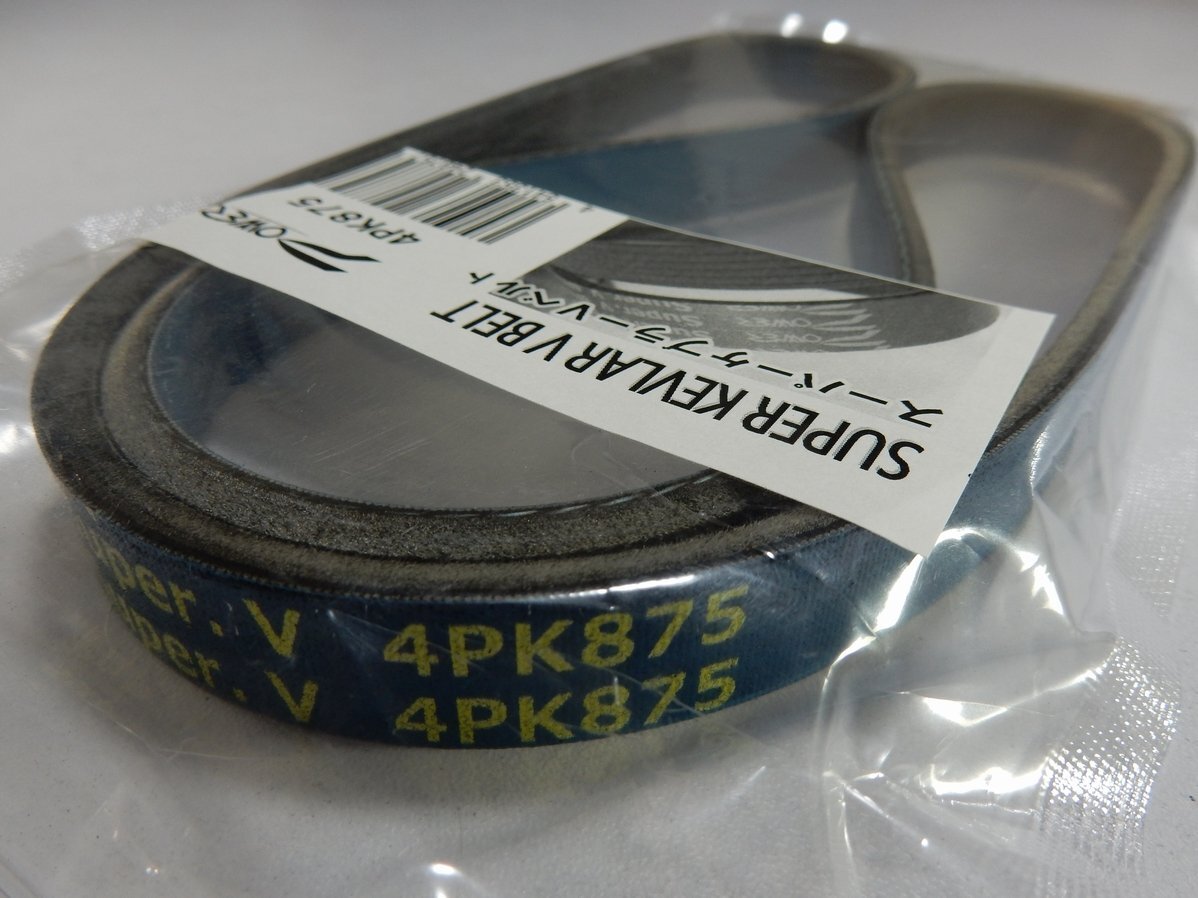 SUPER KEVLAR V BELT
スーパーケブラーVベルト
4PK875
POWER
per. V 4PK875
per. V 4PK875